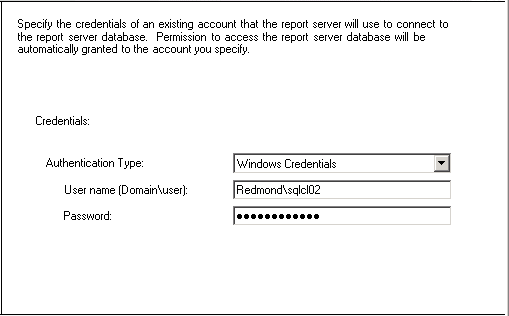 Specify the credentials of an existing account that the report server will use to connect to
the report server database. Permission to access the report server database will be
automatically granted to the account you specify.
Credentials:
Authentication Type: Windows Credentials
User name (Domain\user): Redmond\sqlcl02
Password: ●●●●●●●●●●●●